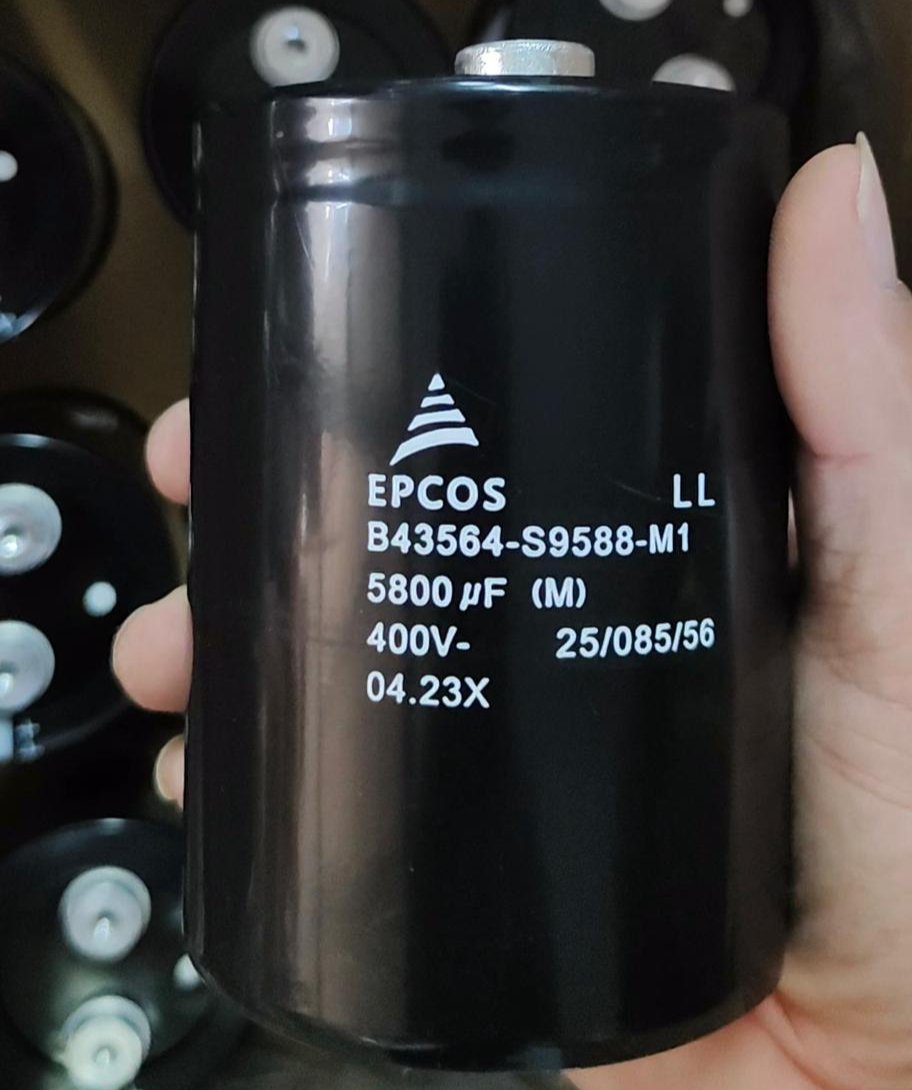 EPCOS LL
B43564-S9588-M1
5800 µF (M)
400V- 25/085/56
04.23X